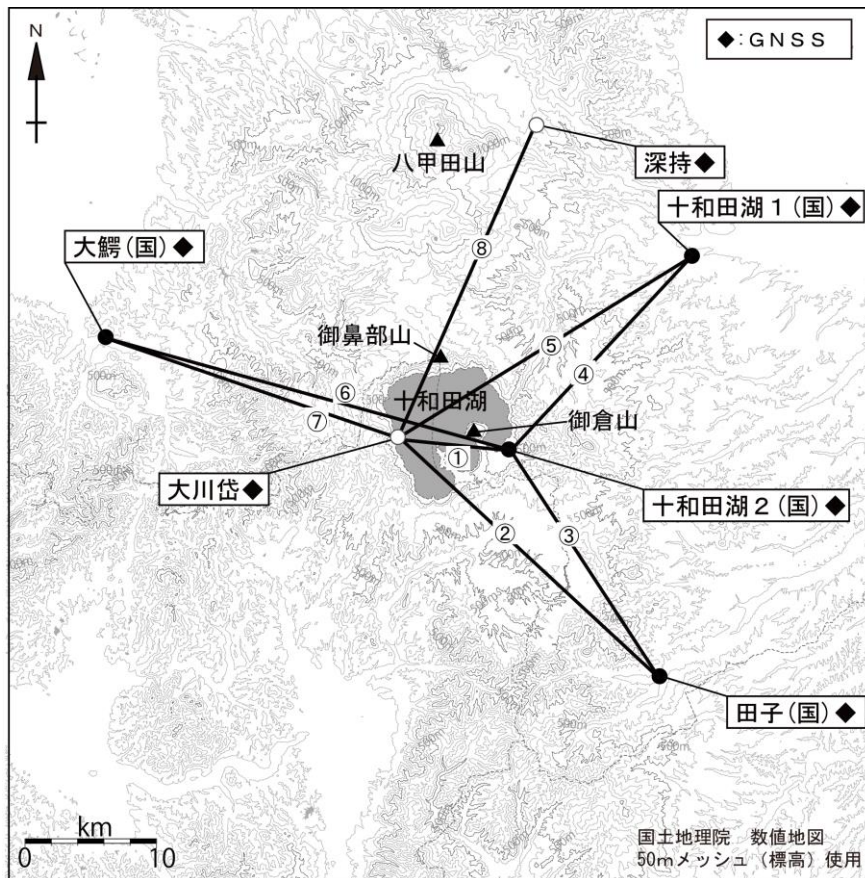 N
◆:GNSS
八甲田山
深持◆
十和田湖1(国)◆
大鰐(国)◆
⑧
御鼻部山
⑤
④
⑥
十和田湖
⑦
御倉山
①
大川岱◆
十和田湖2(国)◆
②
③
田子(国)◆
km
0 10
国土地理院 数値地図
50mメッシュ(標高)使用
500m
1000m